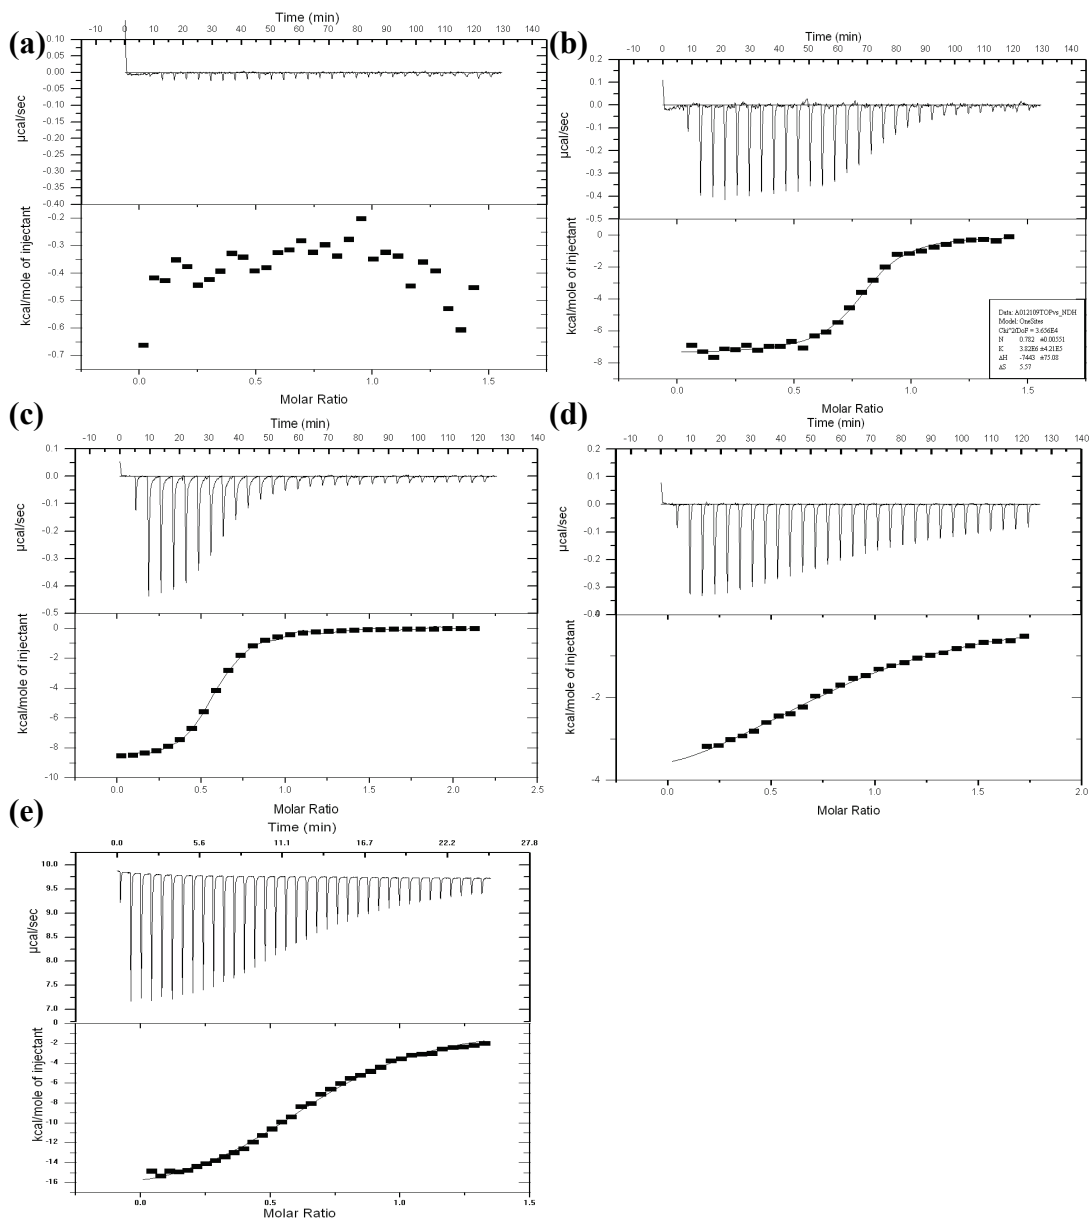 (a)
Time (min)
-10 0 10 20 30 40 50 60 70 80 90 100 110 120 130
0.10
0.05
0.00
-0.05
-0.10
-0.15
-0.20
-0.25
-0.30
-0.35
-0.40
µcal/sec
-0.2
-0.3
-0.4
-0.5
-0.6
-0.7
kcal/mole of injectant
0.0 0.5 1.0 1.5
Molar Ratio
(b)
Time (min)
-10 0 10 20 30 40 50 60 70 80 90 100 110 120 130 140
0.2
0.1
0.0
-0.1
-0.2
-0.3
-0.4
-0.5
µcal/sec
0
-2
-4
-6
-8
kcal/mole of injectant
Data: A012109TOPvs_NDH
Model: OneSites
Chi^2/DoF = 3.656E4
N 0.782 ±0.00551
K 3.82E6 ±4.21E5
ΔH -7443 ±75.08
ΔS 5.57
0.0 0.5 1.0 1.5
Molar Ratio
(c)
Time (min)
-10 0 10 20 30 40 50 60 70 80 90 100 110 120 130 140
0.1
0.0
-0.1
-0.2
-0.3
-0.4
-0.5
µcal/sec
0
-2
-4
-6
-8
-10
kcal/mole of injectant
0.0 0.5 1.0 1.5 2.0 2.5
Molar Ratio
(d)
Time (min)
-10 0 10 20 30 40 50 60 70 80 90 100 110 120 130 140
0.2
0.1
0.0
-0.1
-0.2
-0.3
µcal/sec
-2
-4
kcal/mole of injectant
0.0 0.5 1.0 1.5 2.0
Molar Ratio
(e)
Time (min)
0.0 5.6 11.1 16.7 22.2 27.8
10.0
9.5
9.0
8.5
8.0
7.5
7.0
µcal/sec
0
-2
-4
-6
-8
-10
-12
-14
-16
kcal/mole of injectant
0.0 0.5 1.0 1.5
Molar Ratio